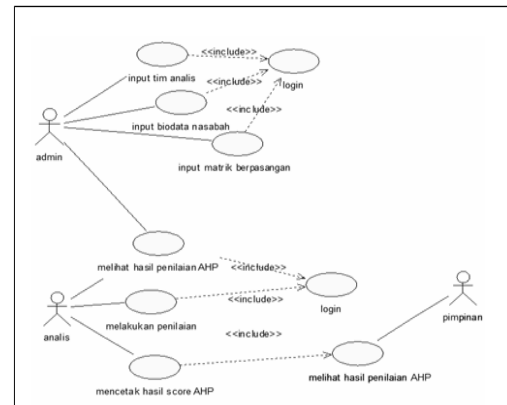 <<include>>
input tim analis
login
<<include>>
input biodata nasabah
<<include>>
admin
input matrik berpasangan
melihat hasil penilaian AHP
<<include>>
login
melakukan penilaian
<<include>>
analis
pimpinan
<<include>>
melihat hasil penilaian AHP
mencetak hasil score AHP